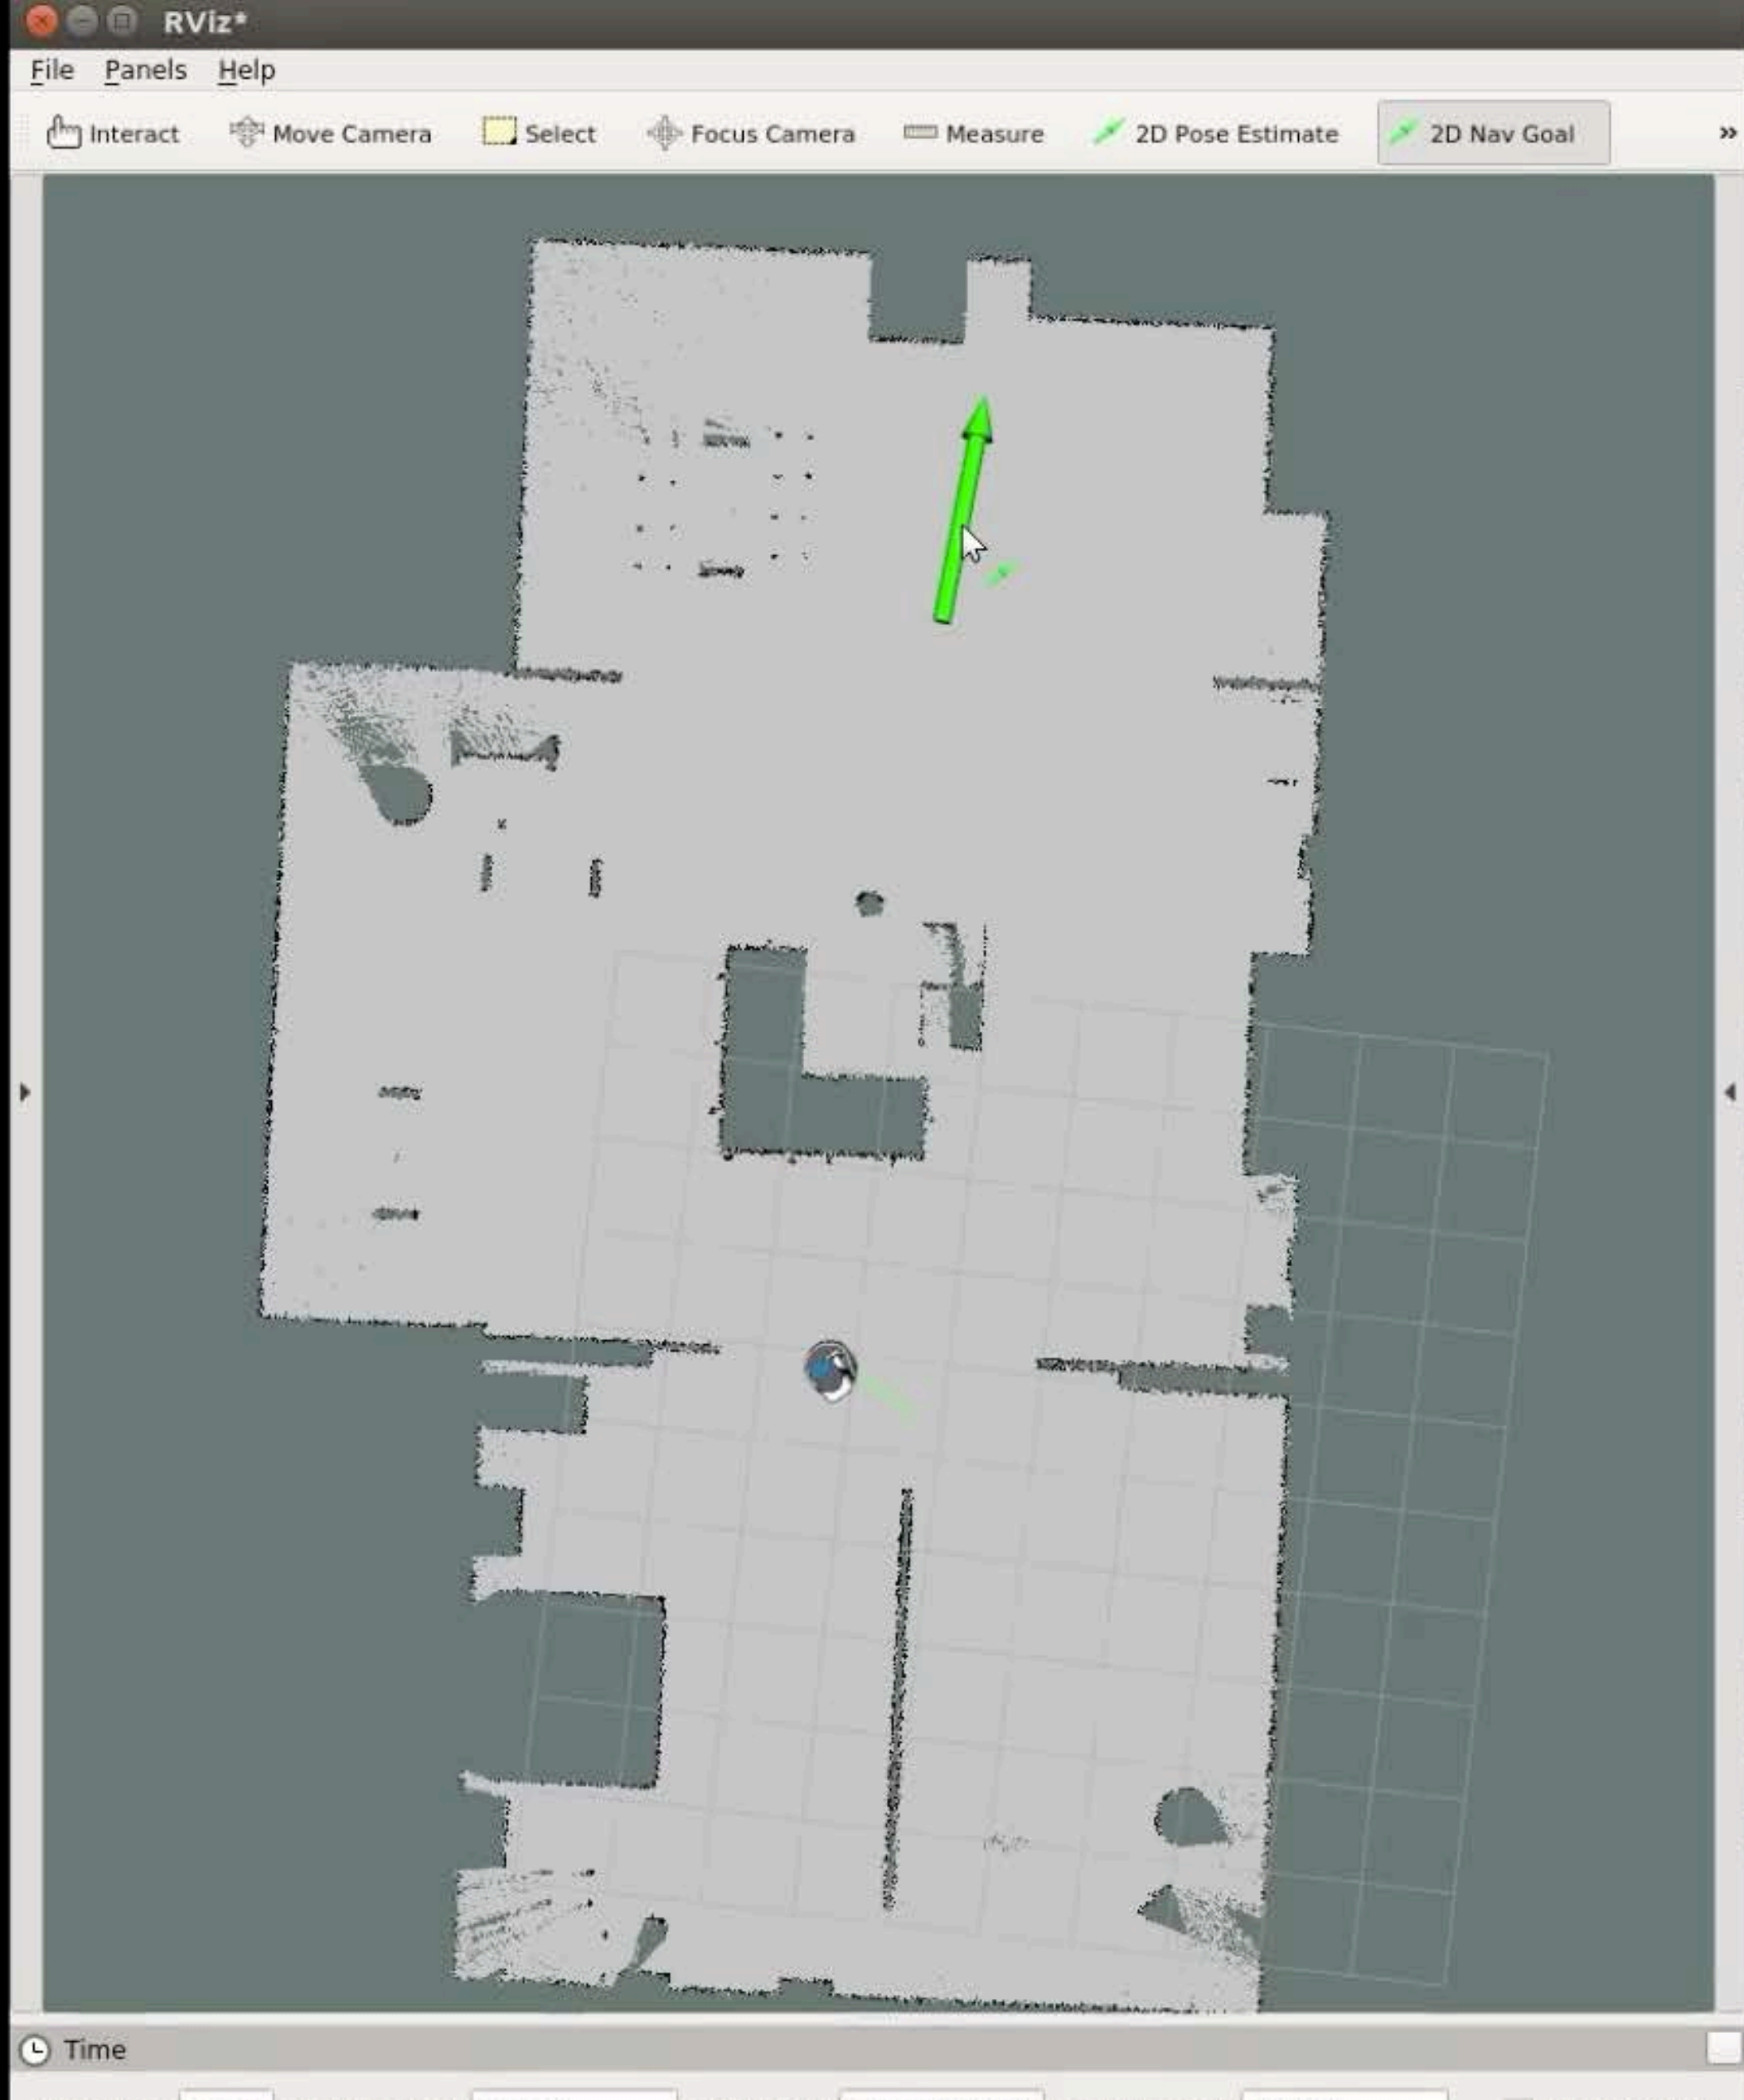 RViz*
File Panels Help
Interact Move Camera Select Focus Camera Measure 2D Pose Estimate 2D Nav Goal »
Time